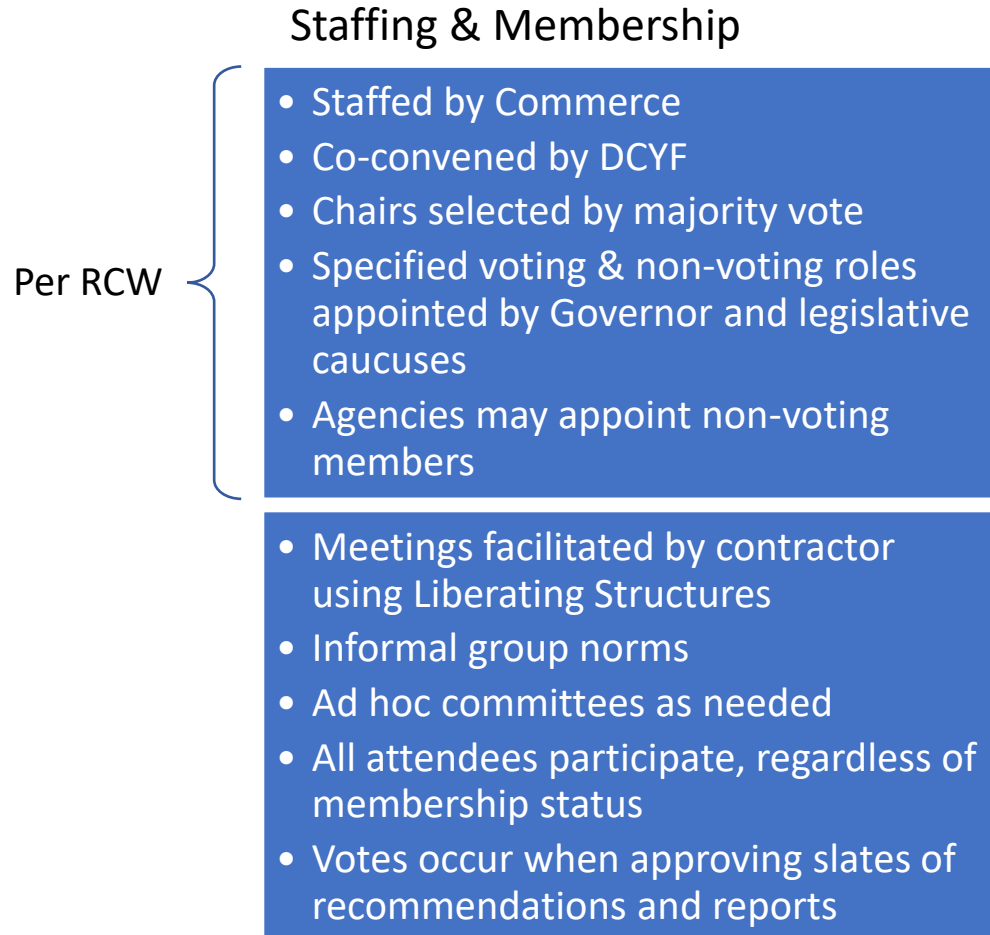 Staffing & Membership
Per RCW
• Staffed by Commerce
• Co-convened by DCYF
• Chairs selected by majority vote
• Specified voting & non-voting roles
appointed by Governor and legislative
caucuses
• Agencies may appoint non-voting
members
• Meetings facilitated by contractor
using Liberating Structures
• Informal group norms
• Ad hoc committees as needed
• All attendees participate, regardless of
membership status
• Votes occur when approving slates of
recommendations and reports